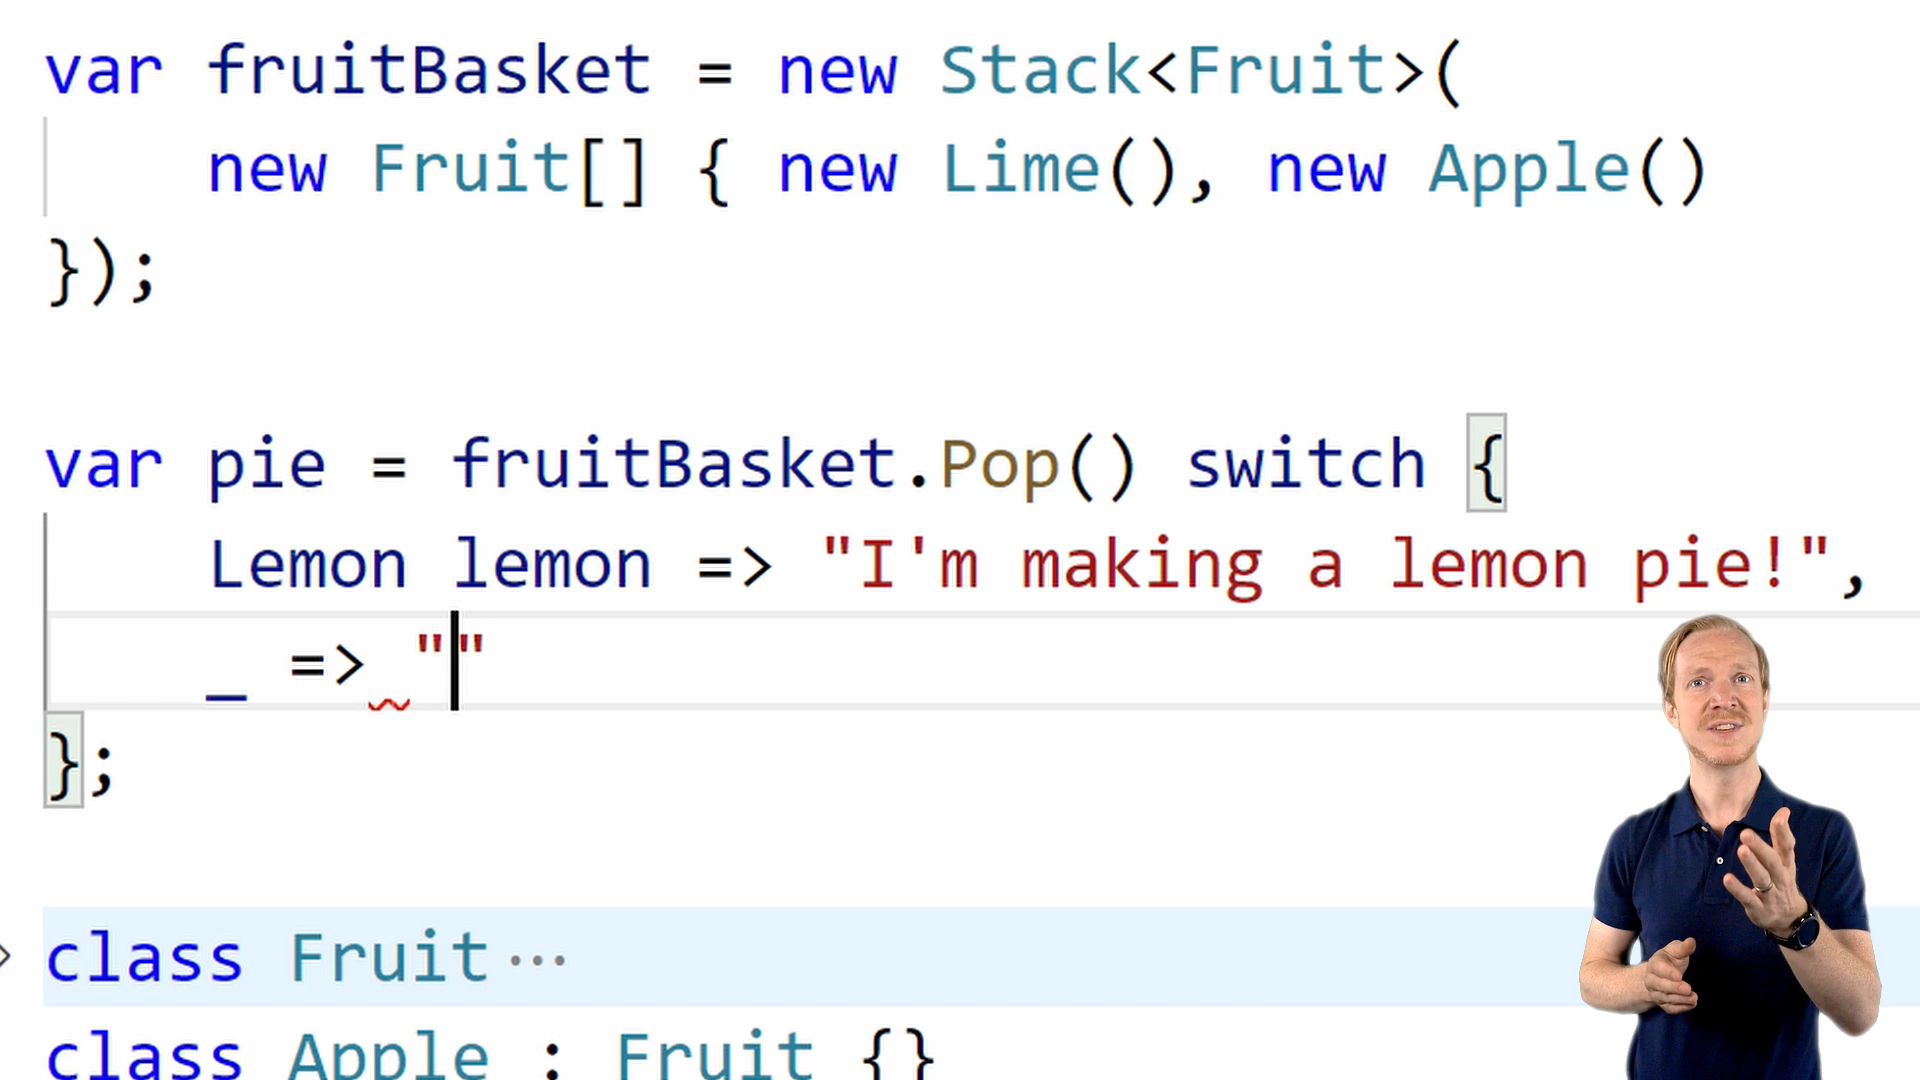 var fruitBasket = new Stack<Fruit>(
new Fruit[] { new Lime(), new Apple()
});
var pie = fruitBasket.Pop() switch {
Lemon lemon => "I'm making a lemon pie!",
_ => ""
};
class Fruit...
class Apple : Fruit {}